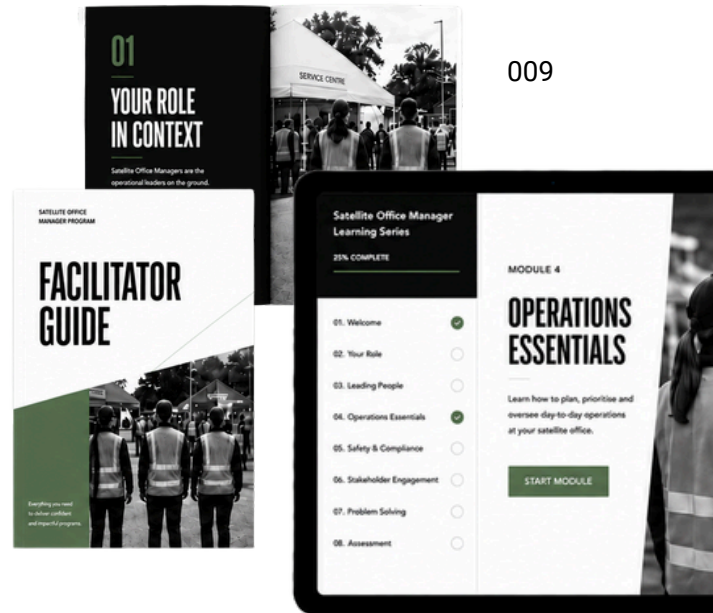 01
YOUR ROLE
IN CONTEXT
Satellite Office Managers are the
operational leaders on the ground.
SERVICE CENTRE
009
SATELLITE OFFICE
MANAGER PROGRAM
FACILITATOR
GUIDE
Everything you need
to deliver confident
and impactful programs.
Satellite Office Manager
Learning Series
25% COMPLETE
01. Welcome
02. Your Role
03. Leading People
04. Operations Essentials
05. Safety & Compliance
06. Stakeholder Engagement
07. Problem Solving
08. Assessment
MODULE 4
OPERATIONS
ESSENTIALS
Learn how to plan, prioritise and
oversee day-to-day operations
at your satellite office.
START MODULE